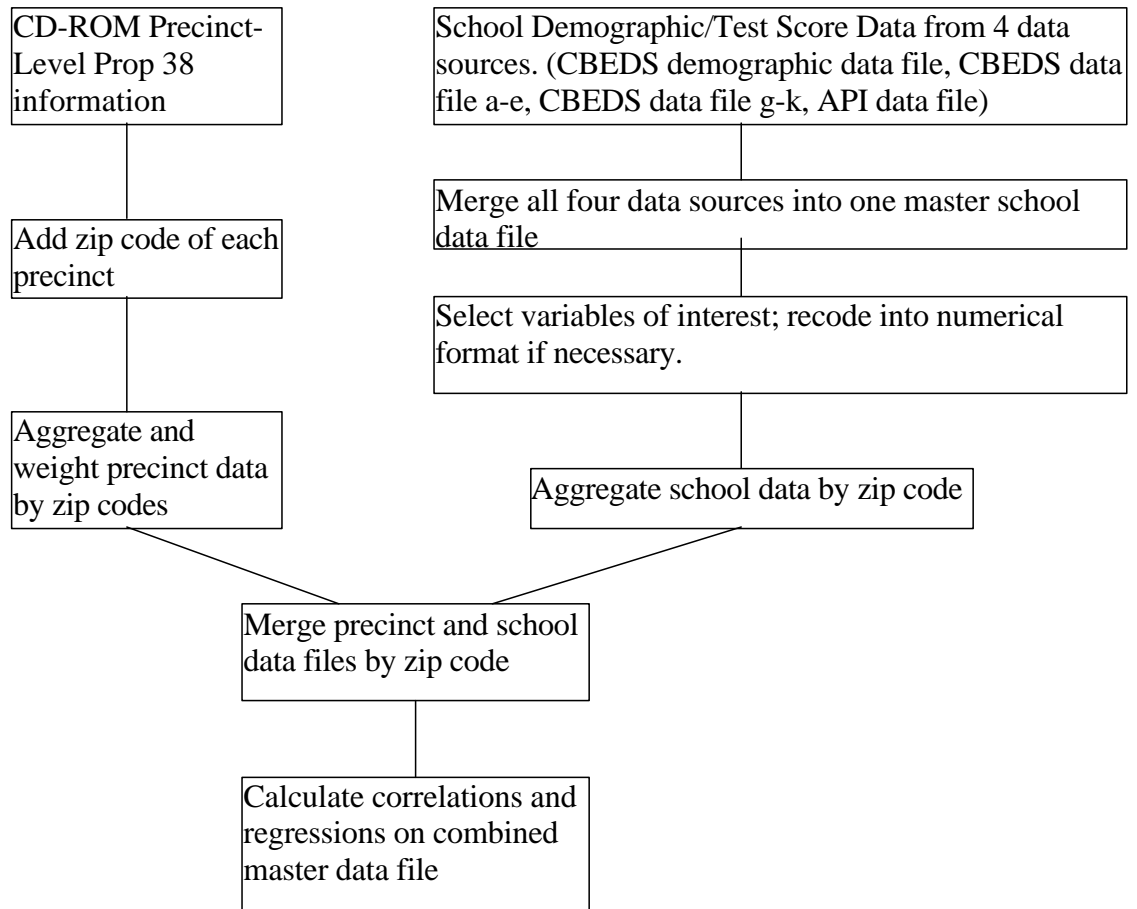 CD-ROM Precinct-
Level Prop 38
information
School Demographic/Test Score Data from 4 data
sources. (CBEDS demographic data file, CBEDS data
file a-e, CBEDS data file g-k, API data file)
Merge all four data sources into one master school
data file
Add zip code of each
precinct
Select variables of interest; recode into numerical
format if necessary.
Aggregate and
weight precinct data
by zip codes
Aggregate school data by zip code
Merge precinct and school
data files by zip code
Calculate correlations and
regressions on combined
master data file